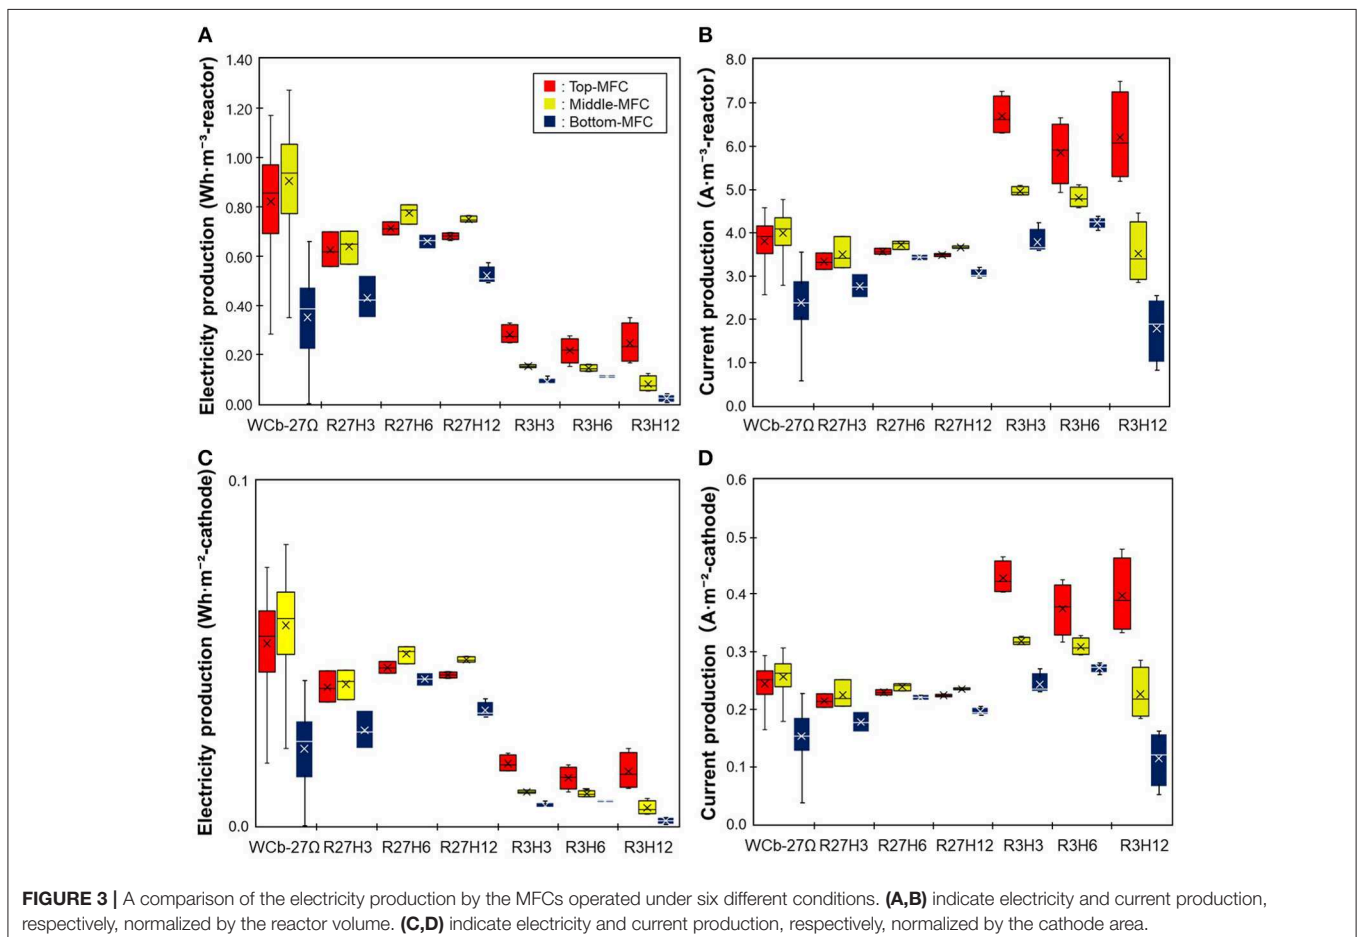 A
Electricity production (Wh·m⁻³-reactor)
1.40
1.20
1.00
0.80
0.60
0.40
0.20
0.00
: Top-MFC
: Middle-MFC
: Bottom-MFC
WCb-27Ω R27H3 R27H6 R27H12 R3H3 R3H6 R3H12
B
Current production (A·m⁻³-reactor)
8.0
7.0
6.0
5.0
4.0
3.0
2.0
1.0
0.0
WCb-27Ω R27H3 R27H6 R27H12 R3H3 R3H6 R3H12
C
Electricity production (Wh·m⁻²-cathode)
0.1
0.0
WCb-27Ω R27H3 R27H6 R27H12 R3H3 R3H6 R3H12
D
Current production (A·m⁻²-cathode)
0.6
0.5
0.4
0.3
0.2
0.1
0.0
WCb-27Ω R27H3 R27H6 R27H12 R3H3 R3H6 R3H12
FIGURE 3 | A comparison of the electricity production by the MFCs operated under six different conditions. (A,B) indicate electricity and current production,
respectively, normalized by the reactor volume. (C,D) indicate electricity and current production, respectively, normalized by the cathode area.